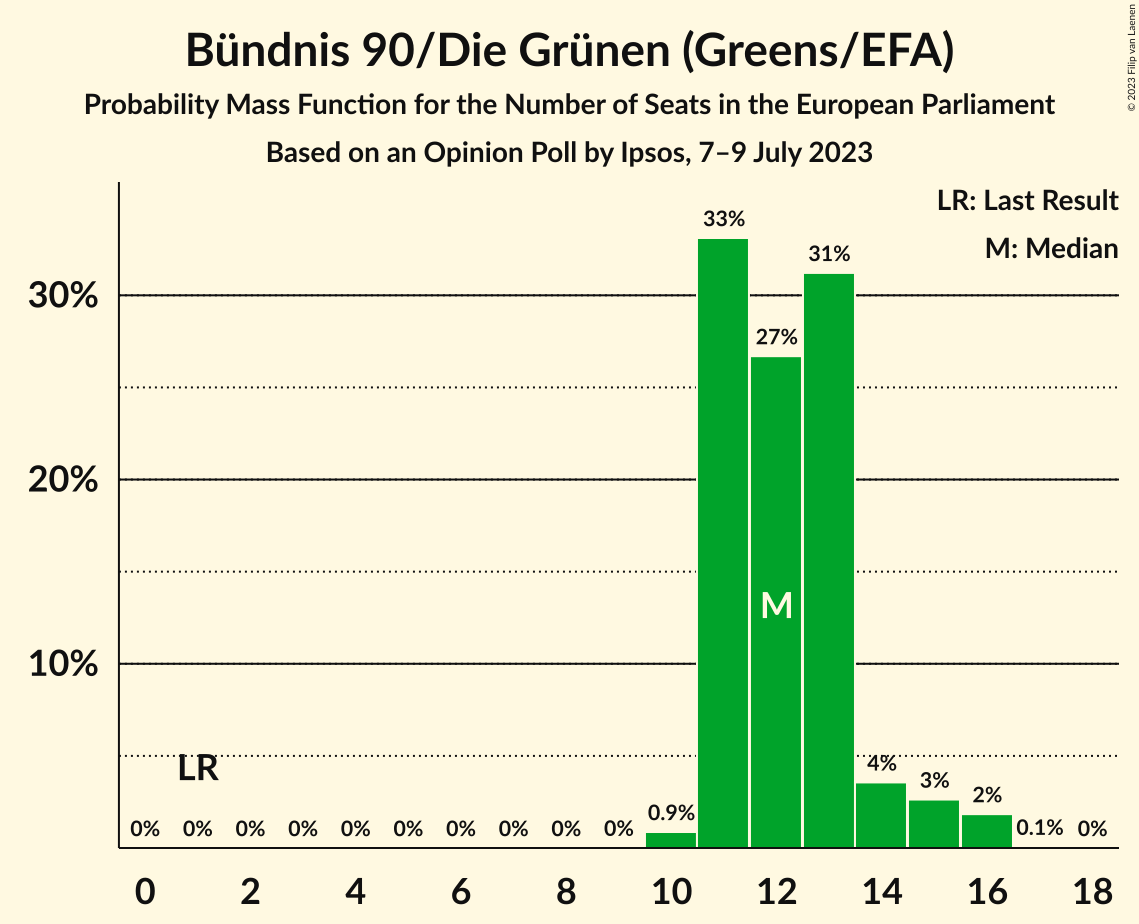 Bündnis 90/Die Grünen (Greens/EFA)
Probability Mass Function for the Number of Seats in the European Parliament
Based on an Opinion Poll by Ipsos, 7–9 July 2023
© 2023 Filip van Laenen
LR: Last Result
M: Median
33%
31%
30%
27%
20%
M
10%
LR
4%
3%
2%
0% 0% 0% 0% 0% 0% 0% 0% 0% 0% 0.9% 0.1% 0%
0 2 4 6 8 10 12 14 16 18